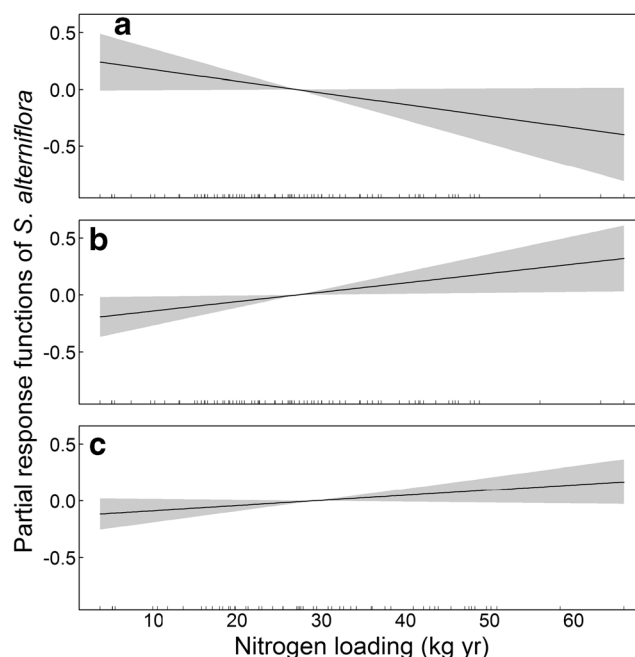 Partial response functions of S. alterniflora
a
0.5
0.0
-0.5
b
0.5
0.0
-0.5
c
0.5
0.0
-0.5
10 20 30 40 50 60
Nitrogen loading (kg yr)